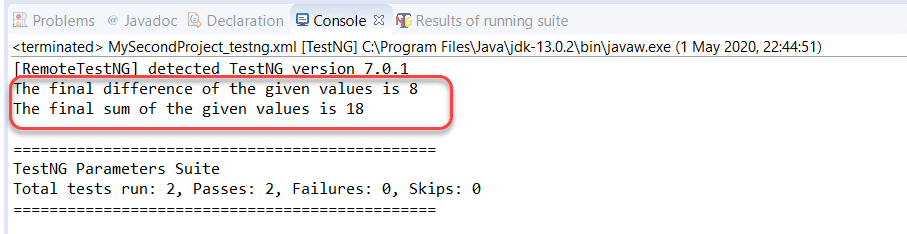 Problems @ Javadoc Declaration Console Results of running suite
<terminated> MySecondProject_testng.xml [TestNG] C:\Program Files\Java\jdk-13.0.2\bin\javaw.exe (1 May 2020, 22:44:51)
[RemoteTestNG] detected TestNG version 7.0.1
The final difference of the given values is 8
The final sum of the given values is 18
===============================================
TestNG Parameters Suite
Total tests run: 2, Passes: 2, Failures: 0, Skips: 0
===============================================